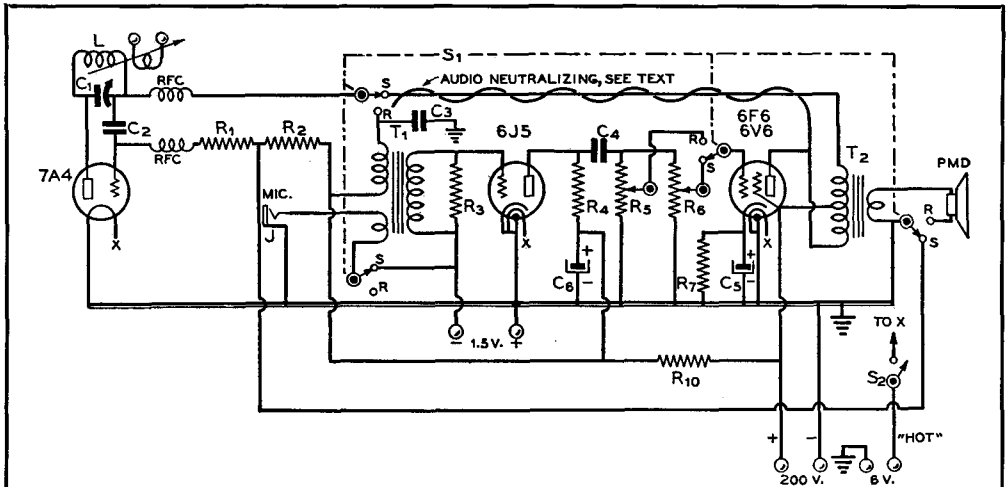 L
S1
C1
RFC
S
AUDIO NEUTRALIZING, SEE TEXT
R
C3
T1
6J5
C4
6F6
6V6
C2
RFC
R1
R2
R
S
T2
PMD
7A4
MIC.
R3
R4
R5
R6
R
S
X
J
X
R7
+
C5
-
X
S
R
C6
+
-
- 1.5 V. +
TO X
R10
S2
"HOT"
+
-
200 V.
6 V.